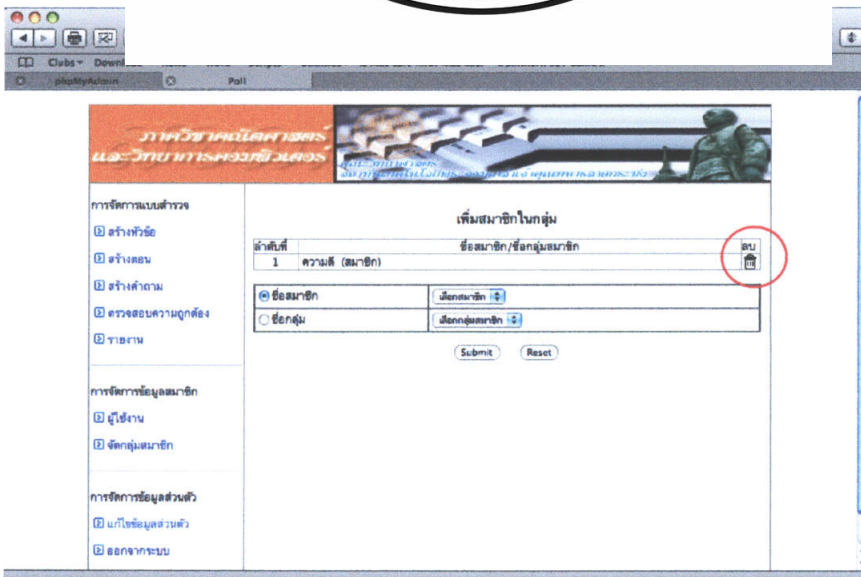 Clubs
phpMyAdmin
Poll
ภาควิชาคณิตศาสตร์
และวิทยาการคอมพิวเตอร์
การจัดการแบบสำรวจ
สร้างหัวข้อ
สร้างตอน
สร้างคำถาม
ตรวจสอบความถูกต้อง
รายงาน
การจัดการข้อมูลสมาชิก
ผู้ใช้งาน
จัดกลุ่มสมาชิก
การจัดการข้อมูลส่วนตัว
แก้ไขข้อมูลส่วนตัว
ออกจากระบบ
เพิ่มสมาชิกในกลุ่ม
ลำดับที่ ชื่อสมาชิก/ชื่อกลุ่มสมาชิก ลบ
1 ความดี (สมาชิก)
ชื่อสมาชิก เลือกสมาชิก
ชื่อกลุ่ม เลือกกลุ่มสมาชิก
Submit Reset